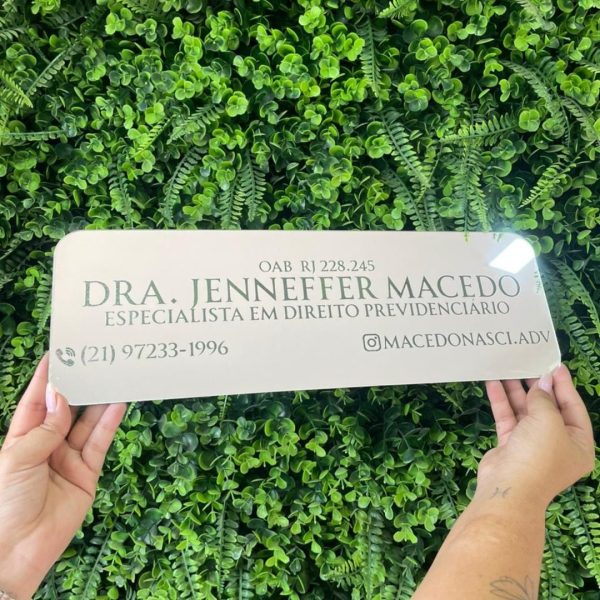 OAB RJ 228.245
DRA. JENNEFFER MACEDO
ESPECIALISTA EM DIREITO PREVIDENCIÁRIO
(21) 97233-1996
MACEDONASCI.ADV